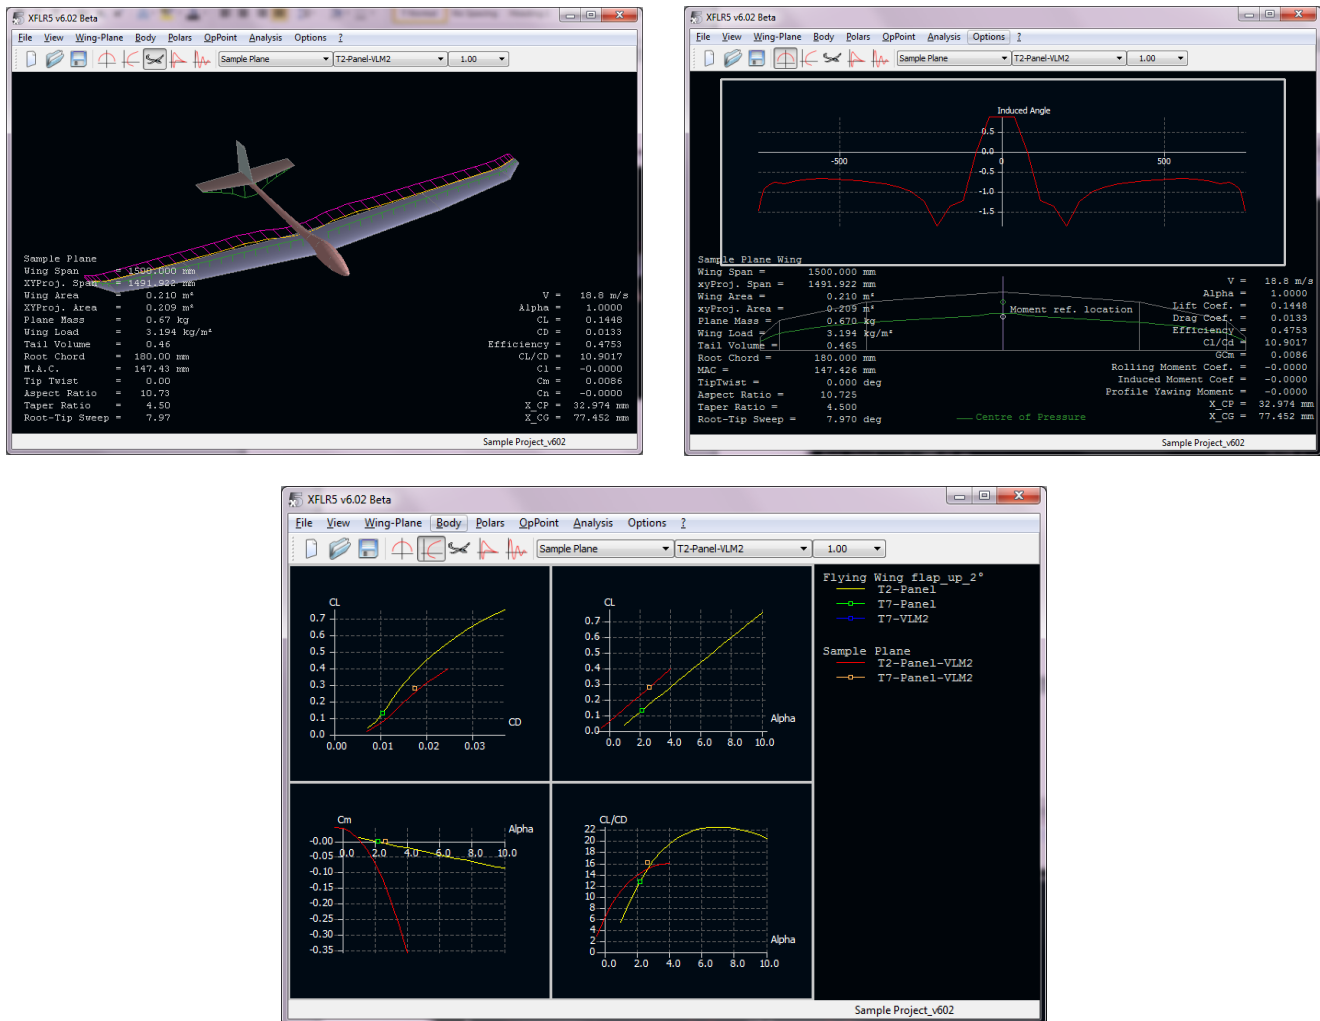 XFLR5 v6.02 Beta
File View Wing-Plane Body Polars OpPoint Analysis Options ?
Sample Plane T2-Panel-VLM2 1.00
Sample Plane
Wing Span = 1500.000 mm
XYProj. Span = 1491.922 mm
Wing Area = 0.210 m²
XYProj. Area = 0.209 m²
Plane Mass = 0.67 kg
Wing Load = 3.194 kg/m²
Tail Volume = 0.46
Root Chord = 180.00 mm
M.A.C. = 147.43 mm
Tip Twist = 0.00
Aspect Ratio = 10.73
Taper Ratio = 4.50
Root-Tip Sweep = 7.97
V = 18.8 m/s
Alpha = 1.0000
CL = 0.1448
CD = 0.0133
Efficiency = 0.4753
CL/CD = 10.9017
Cl = -0.0000
Cm = 0.0086
Cn = -0.0000
X_CP = 32.974 mm
X_CG = 77.452 mm
Sample Project_v602
XFLR5 v6.02 Beta
File View Wing-Plane Body Polars OpPoint Analysis Options ?
Sample Plane T2-Panel-VLM2 1.00
Induced Angle
0.5
0.0
-500 0 500
-0.5
-1.0
-1.5
Sample Plane Wing
Wing Span = 1500.000 mm
xyProj. Span = 1491.922 mm
Wing Area = 0.210 m²
xyProj. Area = 0.209 m²
Plane Mass = 0.670 kg
Wing Load = 3.194 kg/m²
Tail Volume = 0.465
Root Chord = 180.000 mm
MAC = 147.426 mm
TipTwist = 0.000 deg
Aspect Ratio = 10.725
Taper Ratio = 4.500
Root-Tip Sweep = 7.970 deg
Moment ref. location
Centre of Pressure
V = 18.8 m/s
Alpha = 1.0000
Lift Coef. = 0.1448
Drag Coef. = 0.0133
Efficiency = 0.4753
Cl/Cd = 10.9017
GCm = 0.0086
Rolling Moment Coef. = -0.0000
Induced Moment Coef = -0.0000
Profile Yawing Moment = -0.0000
X_CP = 32.974 mm
X_CG = 77.452 mm
Sample Project_v602
XFLR5 v6.02 Beta
File View Wing-Plane Body Polars OpPoint Analysis Options ?
Sample Plane T2-Panel-VLM2 1.00
CL
0.7
0.6
0.5
0.4
0.3
0.2
0.1
0.0
CD
0.00 0.01 0.02 0.03
CL
0.7
0.6
0.5
0.4
0.3
0.2
0.1
0.0
Alpha
0.0 2.0 4.0 6.0 8.0 10.0
Cm
Alpha
-0.00
0.0 2.0 4.0 6.0 8.0 10.0
-0.05
-0.10
-0.15
-0.20
-0.25
-0.30
-0.35
CL/CD
22
20
18
16
14
12
10
8
6
4
2
0
Alpha
0.0 2.0 4.0 6.0 8.0 10.0
Flying Wing flap_up_2°
T2-Panel
T7-Panel
T7-VLM2
Sample Plane
T2-Panel-VLM2
T7-Panel-VLM2
Sample Project_v602